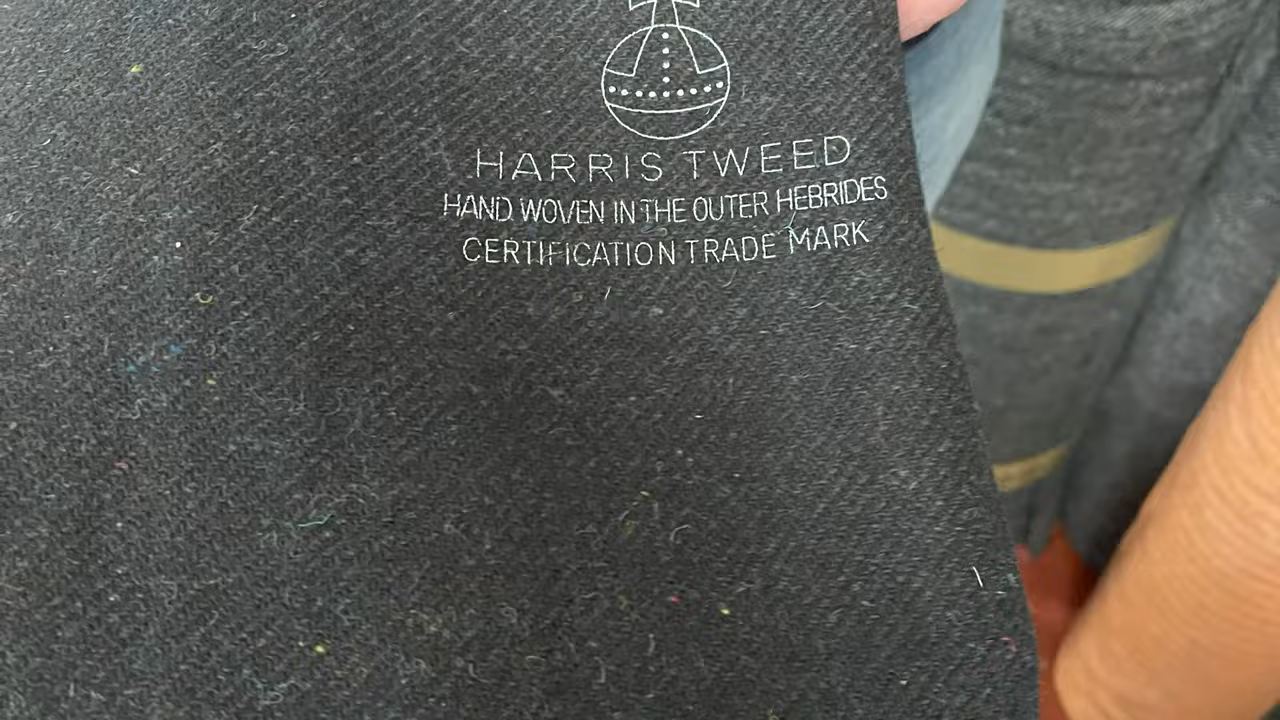 HARRIS TWEED
HAND WOVEN IN THE OUTER HEBRIDES
CERTIFICATION TRADE MARK